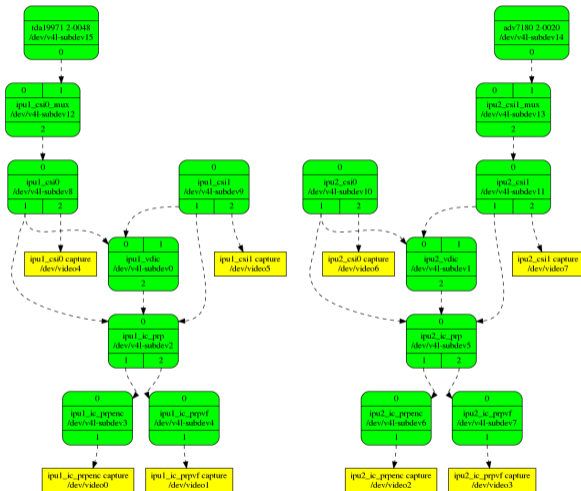 tda19971 2-0048
/dev/v4l-subdev15
0
adv7180 2-0020
/dev/v4l-subdev14
0
0 1
ipu1_csi0_mux
/dev/v4l-subdev12
2
0 1
ipu2_csi1_mux
/dev/v4l-subdev13
2
0
ipu1_csi0
/dev/v4l-subdev8
1 2
0
ipu1_csi1
/dev/v4l-subdev9
1 2
0
ipu2_csi0
/dev/v4l-subdev10
1 2
0
ipu2_csi1
/dev/v4l-subdev11
1 2
ipu1_csi0 capture
/dev/video4
0 1
ipu1_vdic
/dev/v4l-subdev0
2
ipu1_csi1 capture
/dev/video5
ipu2_csi0 capture
/dev/video6
0 1
ipu2_vdic
/dev/v4l-subdev1
2
ipu2_csi1 capture
/dev/video7
0
ipu1_ic_prp
/dev/v4l-subdev2
1 2
0
ipu2_ic_prp
/dev/v4l-subdev5
1 2
0
ipu1_ic_prpenc
/dev/v4l-subdev3
1
0
ipu1_ic_prpvf
/dev/v4l-subdev4
1
0
ipu2_ic_prpenc
/dev/v4l-subdev6
1
0
ipu2_ic_prpvf
/dev/v4l-subdev7
1
ipu1_ic_prpenc capture
/dev/video0
ipu1_ic_prpvf capture
/dev/video1
ipu2_ic_prpenc capture
/dev/video2
ipu2_ic_prpvf capture
/dev/video3